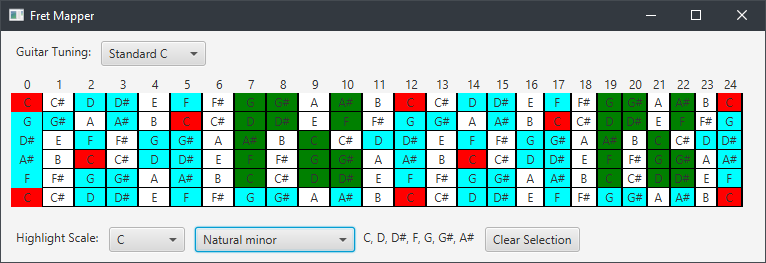 Fret Mapper
Guitar Tuning: Standard C
0 1 2 3 4 5 6 7 8 9 10 11 12 13 14 15 16 17 18 19 20 21 22 23 24
C C# D D# E F F# G G# A A# B C C# D D# E F F# G G# A A# B C
G G# A A# B C C# D D# E F F# G G# A A# B C C# D D# E F F# G
D# E F F# G G# A A# B C C# D D# E F F# G G# A A# B C C# D D#
A# B C C# D D# E F F# G G# A A# B C C# D D# E F F# G G# A A#
F F# G G# A A# B C C# D D# E F F# G G# A A# B C C# D D# E F
C C# D D# E F F# G G# A A# B C C# D D# E F F# G G# A A# B C
Highlight Scale: C Natural minor C, D, D#, F, G, G#, A# Clear Selection